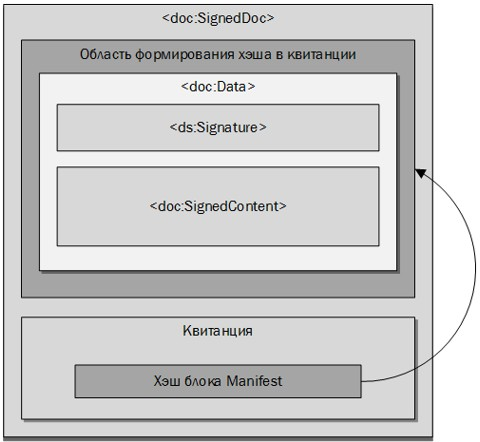 <doc:SignedDoc>
Область формирования хэша в квитанции
<doc:Data>
<ds:Signature>
<doc:SignedContent>
Квитанция
Хэш блока Manifest